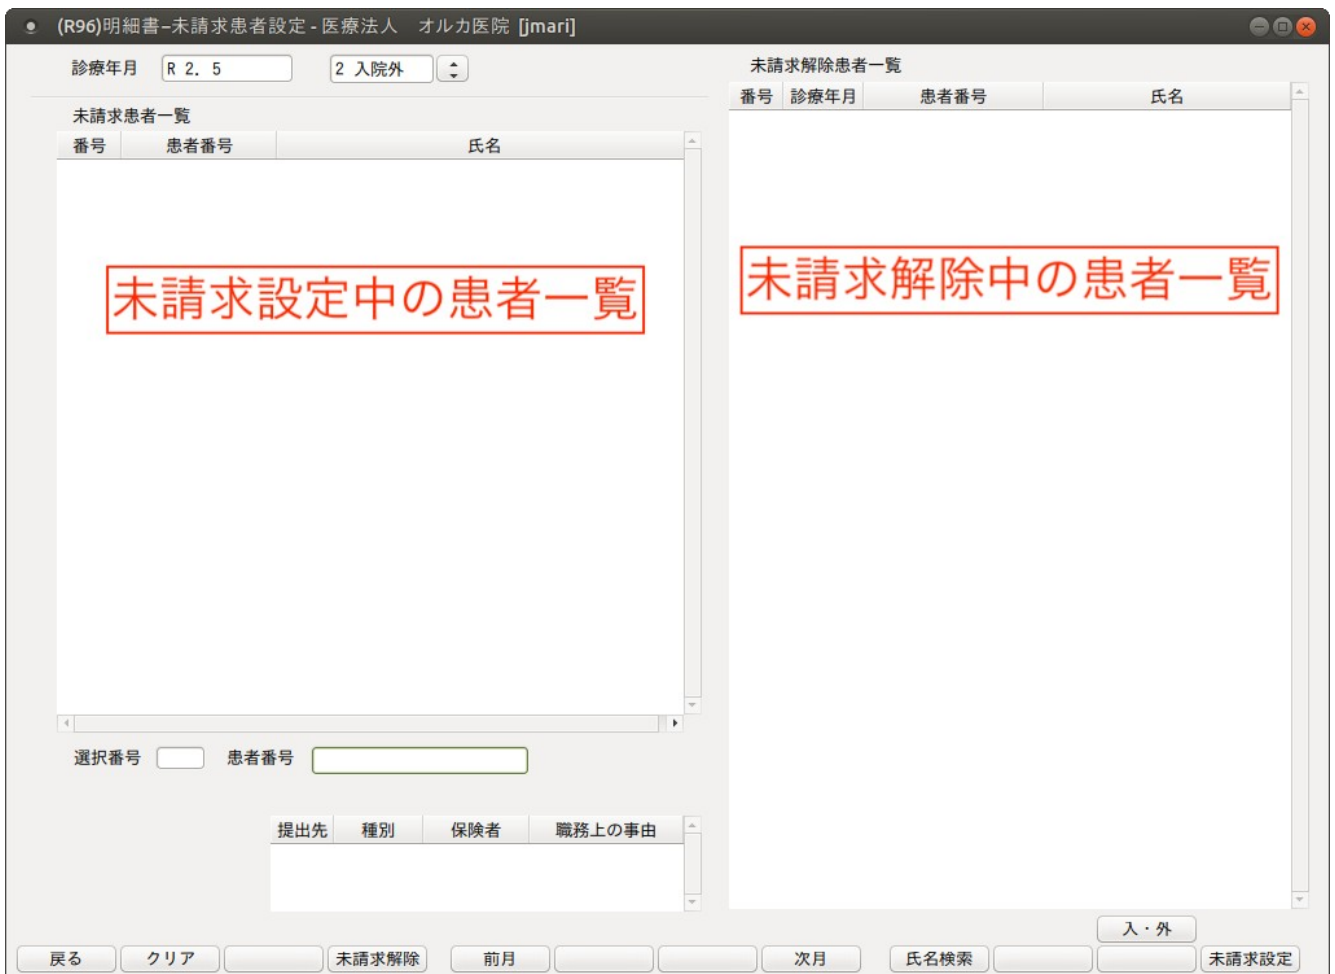 (R96)明細書–未請求患者設定 - 医療法人　オルカ医院 [jmari]
診療年月 R 2. 5 2 入院外
未請求患者一覧
番号 患者番号 氏名
未請求設定中の患者一覧
選択番号 患者番号
提出先 種別 保険者 職務上の事由
未請求解除患者一覧
番号 診療年月 患者番号 氏名
未請求解除中の患者一覧
入・外
戻る クリア 未請求解除 前月 次月 氏名検索 未請求設定